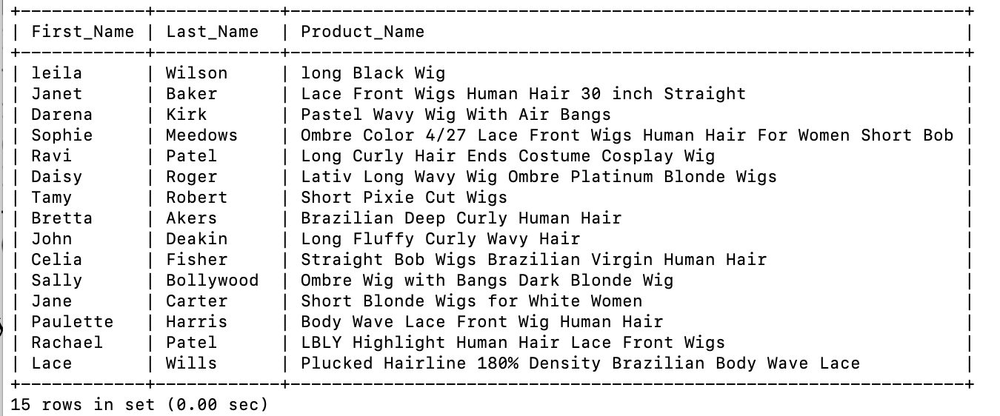 +------------+------------+-----------------------------------------------------------------+
| First_Name | Last_Name  | Product_Name                                                    |
+------------+------------+-----------------------------------------------------------------+
| leila      | Wilson     | long Black Wig                                                  |
| Janet      | Baker      | Lace Front Wigs Human Hair 30 inch Straight                     |
| Darena     | Kirk       | Pastel Wavy Wig With Air Bangs                                  |
| Sophie     | Meedows    | Ombre Color 4/27 Lace Front Wigs Human Hair For Women Short Bob |
| Ravi       | Patel      | Long Curly Hair Ends Costume Cosplay Wig                        |
| Daisy      | Roger      | Lativ Long Wavy Wig Ombre Platinum Blonde Wigs                  |
| Tamy       | Robert     | Short Pixie Cut Wigs                                            |
| Bretta     | Akers      | Brazilian Deep Curly Human Hair                                 |
| John       | Deakin     | Long Fluffy Curly Wavy Hair                                     |
| Celia      | Fisher     | Straight Bob Wigs Brazilian Virgin Human Hair                   |
| Sally      | Bollywood  | Ombre Wig with Bangs Dark Blonde Wig                            |
| Jane       | Carter     | Short Blonde Wigs for White Women                               |
| Paulette   | Harris     | Body Wave Lace Front Wig Human Hair                             |
| Rachael    | Patel      | LBLY Highlight Human Hair Lace Front Wigs                       |
| Lace       | Wills      | Plucked Hairline 180% Density Brazilian Body Wave Lace          |
+------------+------------+-----------------------------------------------------------------+
15 rows in set (0.00 sec)